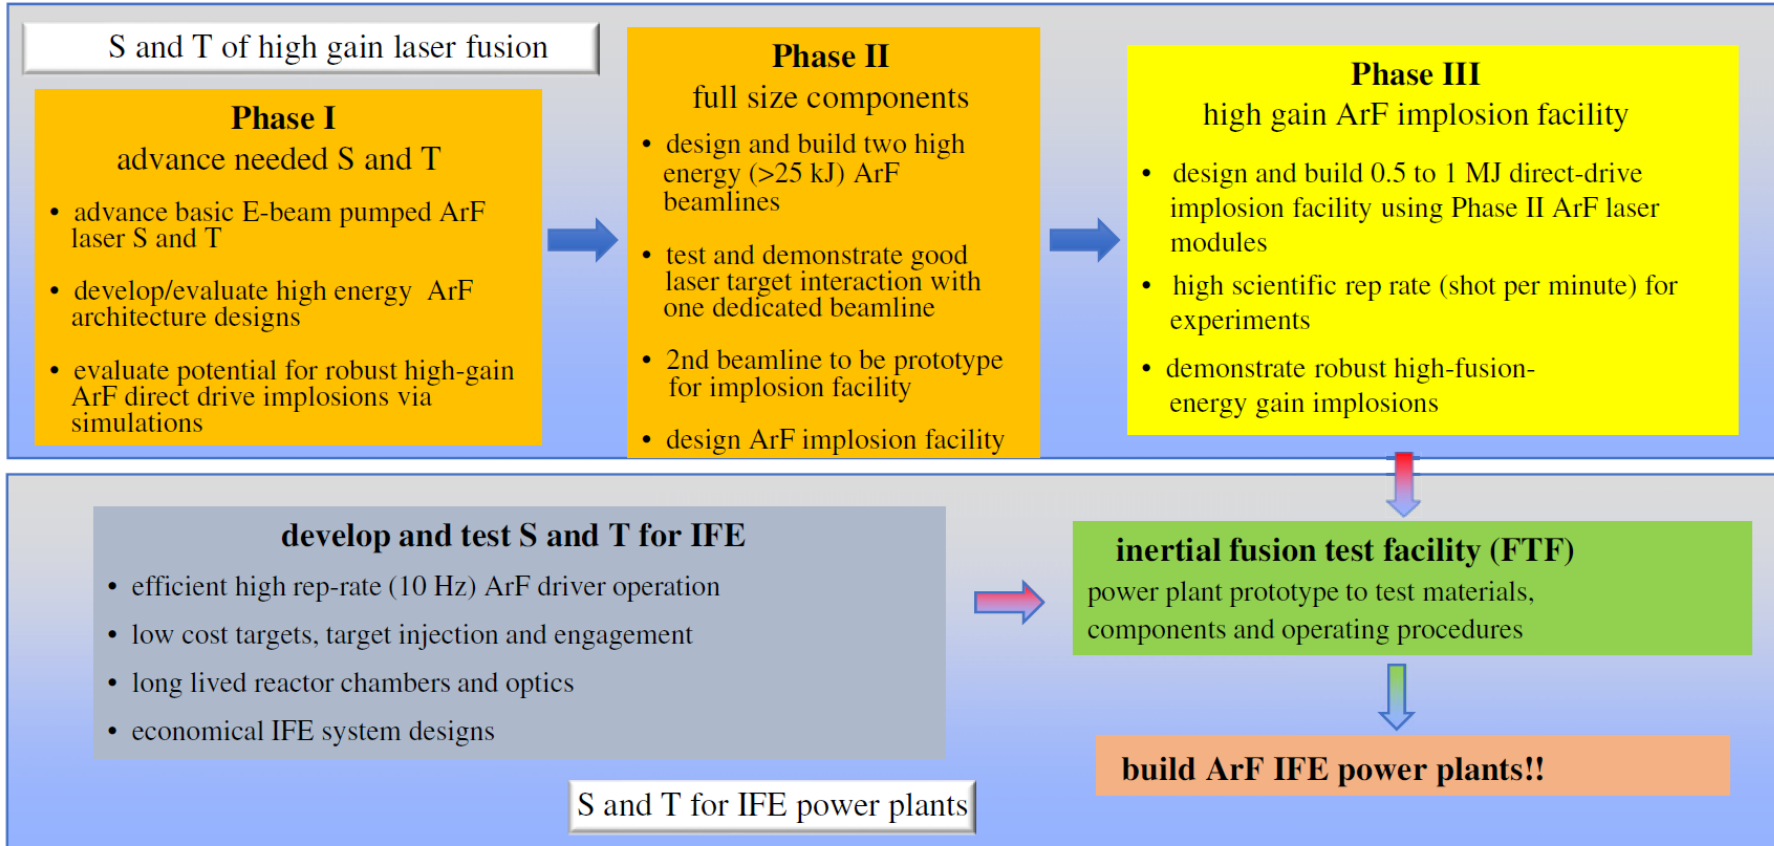 S and T of high gain laser fusion
Phase I
advance needed S and T
• advance basic E-beam pumped ArF
laser S and T
• develop/evaluate high energy ArF
architecture designs
• evaluate potential for robust high-gain
ArF direct drive implosions via
simulations
Phase II
full size components
• design and build two high
energy (>25 kJ) ArF
beamlines
• test and demonstrate good
laser target interaction with
one dedicated beamline
• 2nd beamline to be prototype
for implosion facility
• design ArF implosion facility
Phase III
high gain ArF implosion facility
• design and build 0.5 to 1 MJ direct-drive
implosion facility using Phase II ArF laser
modules
• high scientific rep rate (shot per minute) for
experiments
• demonstrate robust high-fusion-
energy gain implosions
develop and test S and T for IFE
• efficient high rep-rate (10 Hz) ArF driver operation
• low cost targets, target injection and engagement
• long lived reactor chambers and optics
• economical IFE system designs
inertial fusion test facility (FTF)
power plant prototype to test materials,
components and operating procedures
build ArF IFE power plants!!
S and T for IFE power plants